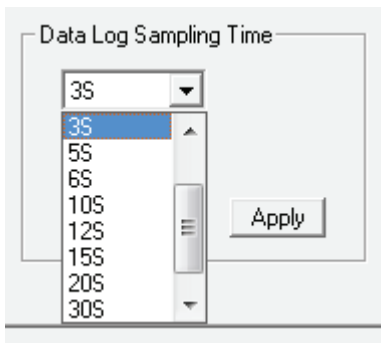 Data Log Sampling Time
3S
3S
5S
6S
10S
12S
15S
20S
30S
Apply